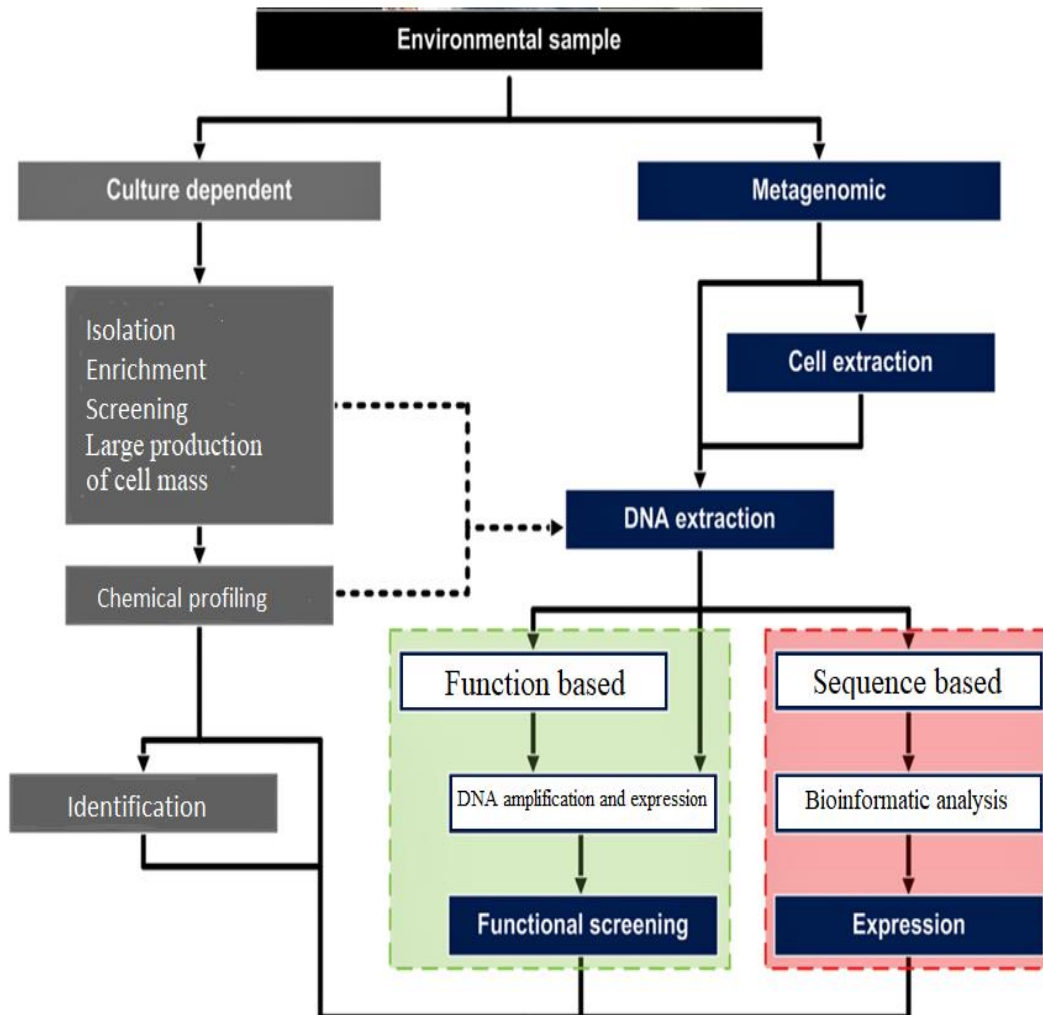 Environmental sample
Culture dependent
Metagenomic
Isolation
Enrichment
Screening
Large production
of cell mass
Cell extraction
DNA extraction
Chemical profiling
Function based
Sequence based
Identification
DNA amplification and expression
Bioinformatic analysis
Functional screening
Expression